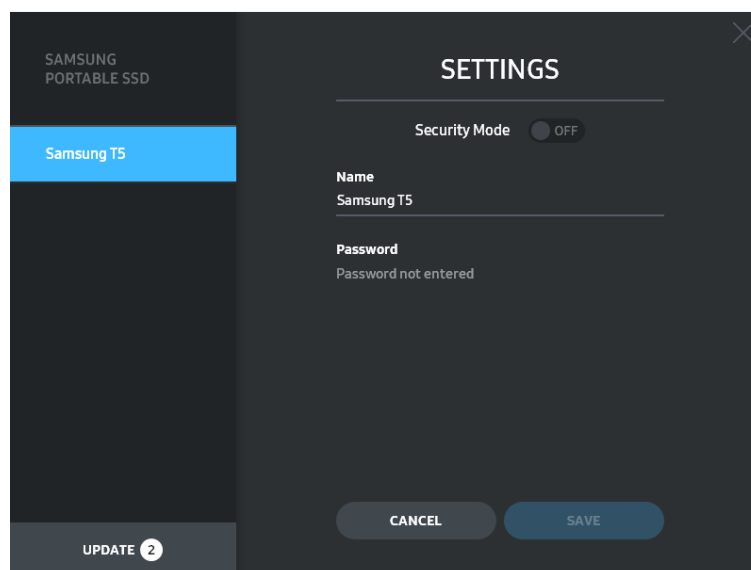 SAMSUNG
PORTABLE SSD
Samsung T5
UPDATE 2
SETTINGS
Security Mode OFF
Name
Samsung T5
Password
Password not entered
CANCEL
SAVE